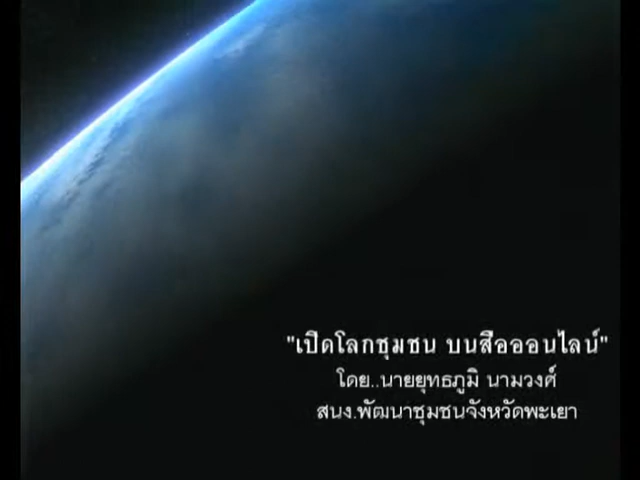 "เปิดโลกชุมชน บนสื่อออนไลน์"
โดย..นายยุทธภูมิ นามวงศ์
สนง.พัฒนาชุมชนจังหวัดพะเยา